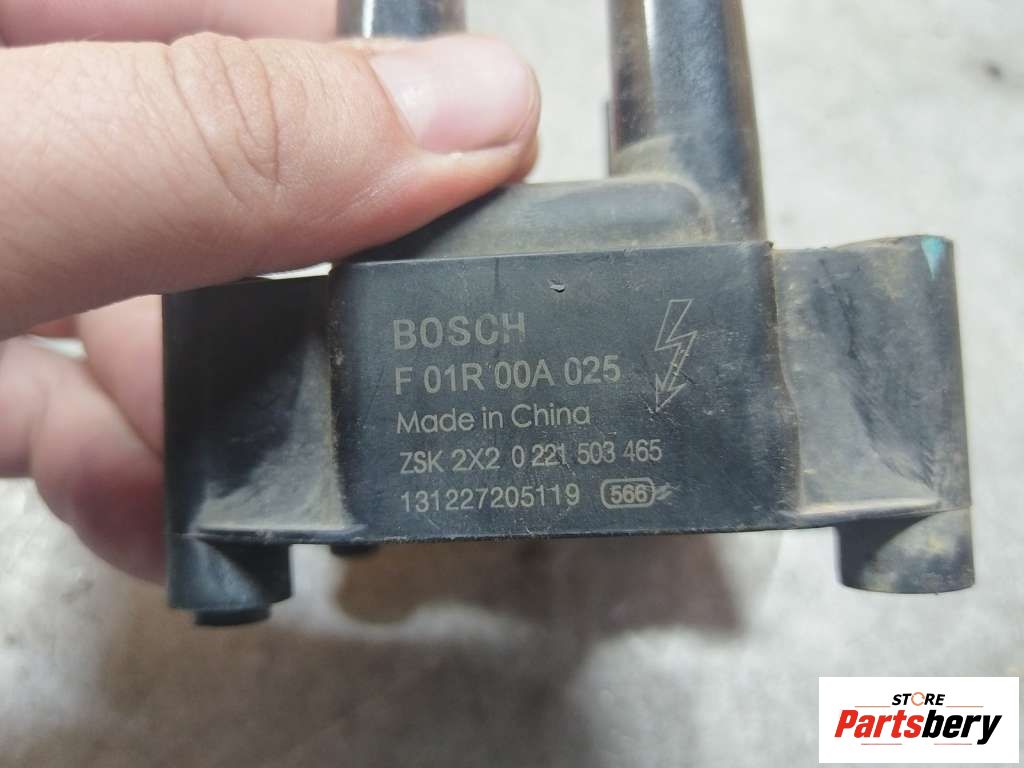 BOSCH
F 01R 00A 025
Made in China
ZSK 2X2 0 221 503 465
131227205119 566
STORE
Partsbery